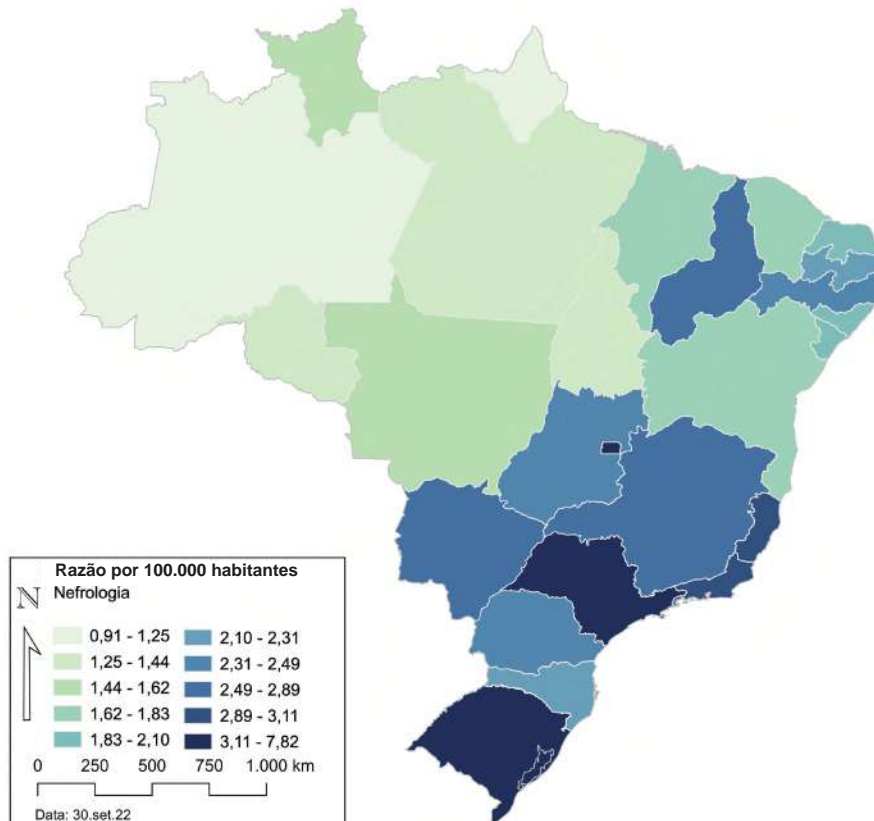 Razão por 100.000 habitantes
N Nefrologia
0,91 - 1,25
1,25 - 1,44
1,44 - 1,62
1,62 - 1,83
1,83 - 2,10
2,10 - 2,31
2,31 - 2,49
2,49 - 2,89
2,89 - 3,11
3,11 - 7,82
0 250 500 750 1.000 km
Data: 30.set.22